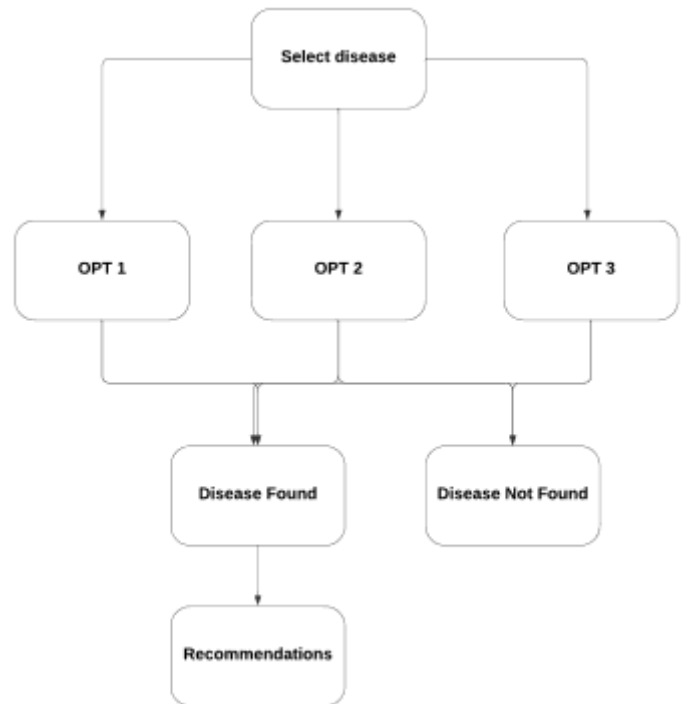 Select disease
OPT 1
OPT 2
OPT 3
Disease Found
Disease Not Found
Recommendations